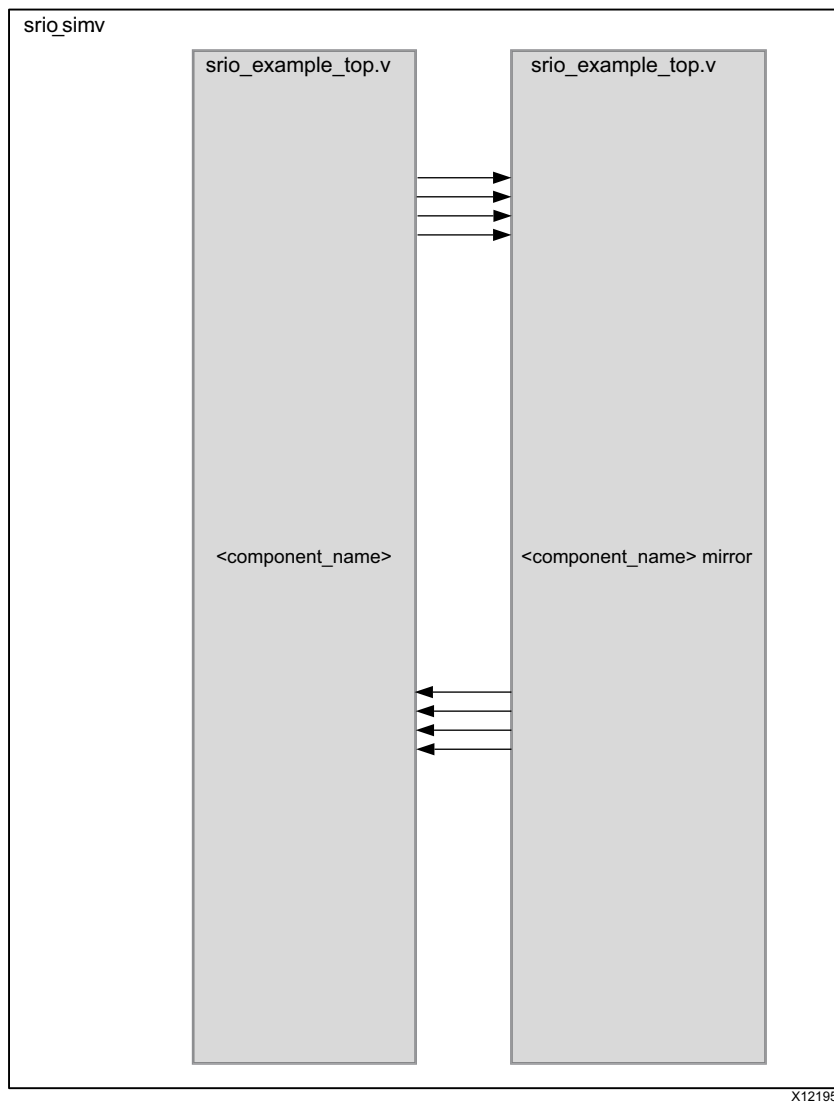 srio_simv
srio_example_top.v
srio_example_top.v
<component_name>
<component_name> mirror
X12195